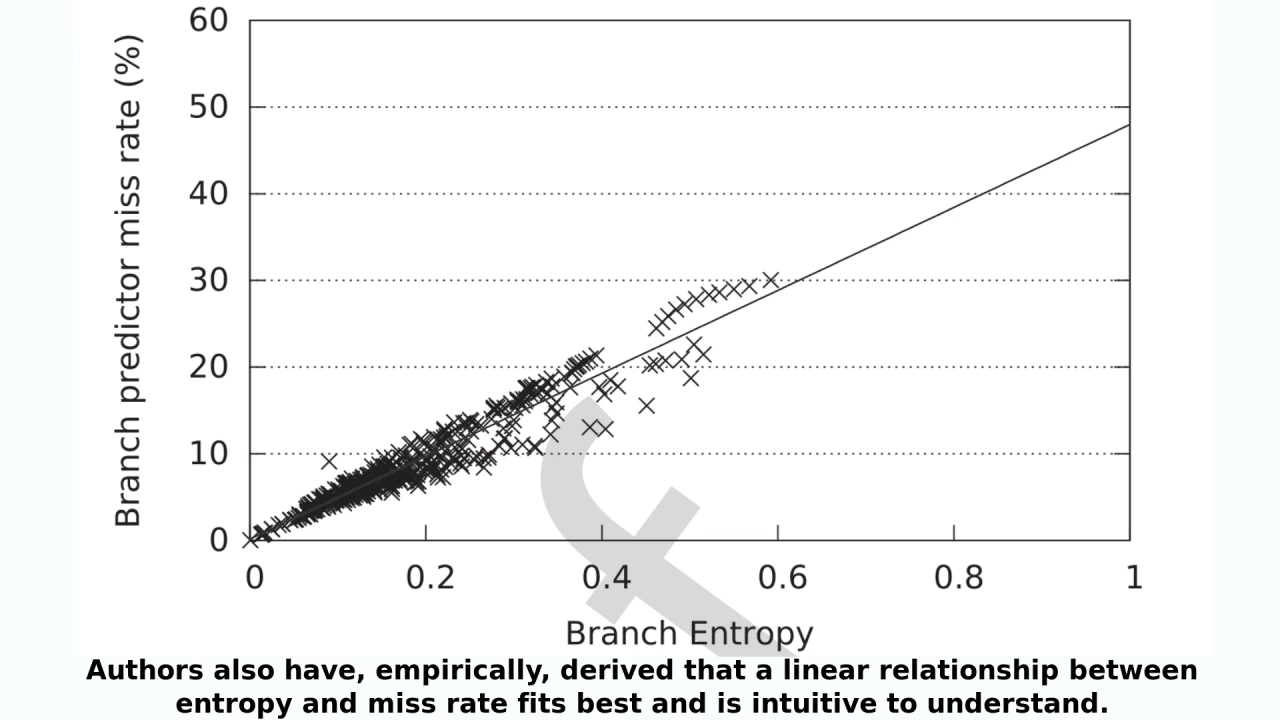 60
50
40
30
20
10
0
Branch predictor miss rate (%)
0 0.2 0.4 0.6 0.8 1
Branch Entropy
Authors also have, empirically, derived that a linear relationship between
entropy and miss rate fits best and is intuitive to understand.